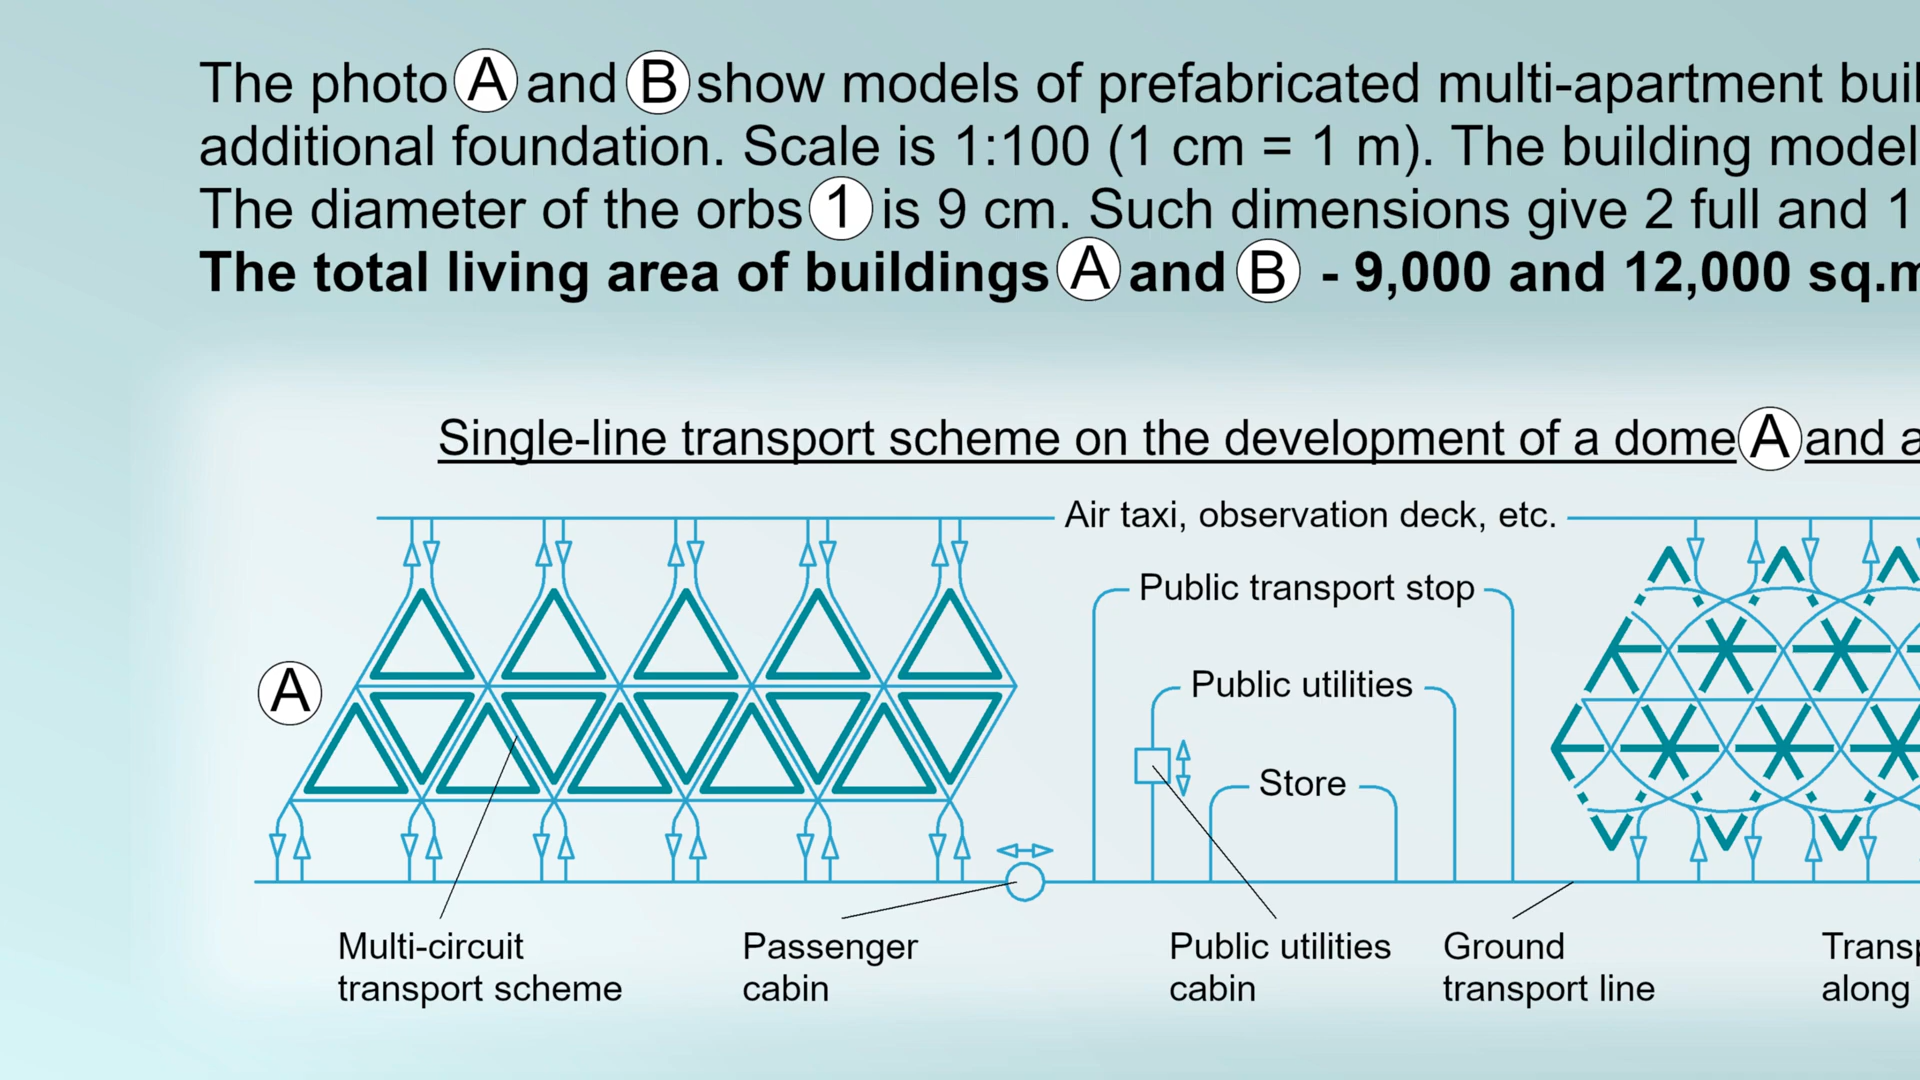 The photo A and B show models of prefabricated multi-apartment
additional foundation. Scale is 1:100 (1 cm = 1 m). The building
The diameter of the orbs 1 is 9 cm. Such dimensions give 2 full and 1
The total living area of buildings A and B - 9,000 and 12,000
Single-line transport scheme on the development of a dome A and
Air taxi, observation deck, etc.
Public transport stop
A
Public utilities
Store
Multi-circuit
transport scheme
Passenger
cabin
Public utilities
cabin
Ground
transport line
along